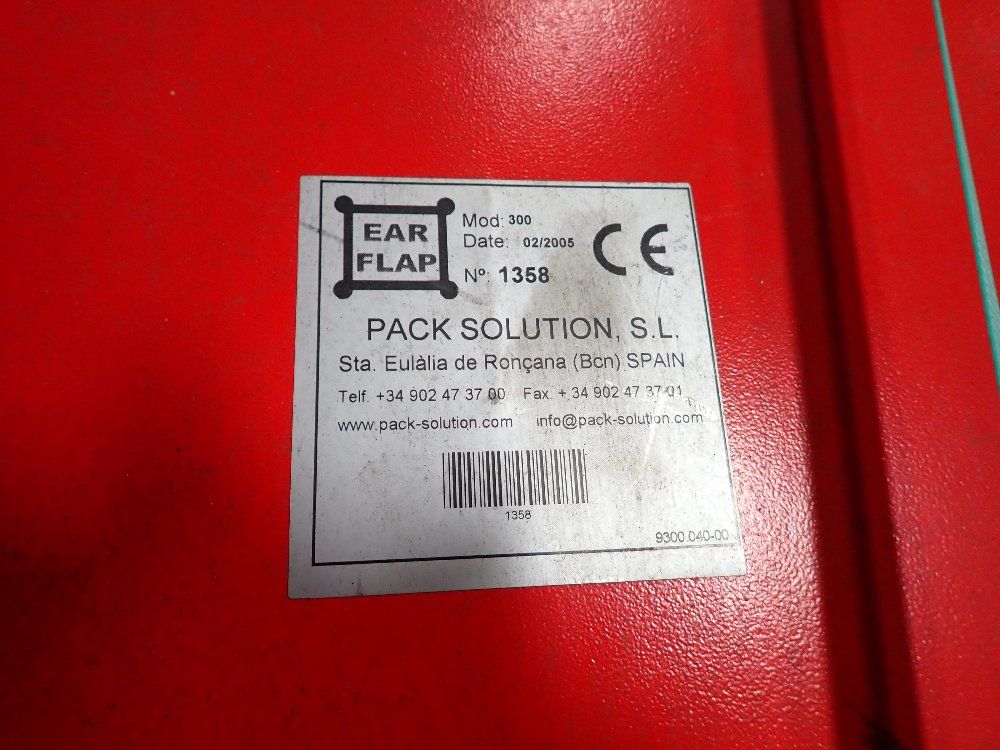 EAR
FLAP
Mod: 300
Date: 02/2005
Nº 1358
CE
PACK SOLUTION, S.L.
Sta. Eulàlia de Ronçana (Bcn) SPAIN
Telf. +34 902 47 37 00 Fax. + 34 902 47 37 01
www.pack-solution.com info@pack-solution.com
1358
9300.040-00